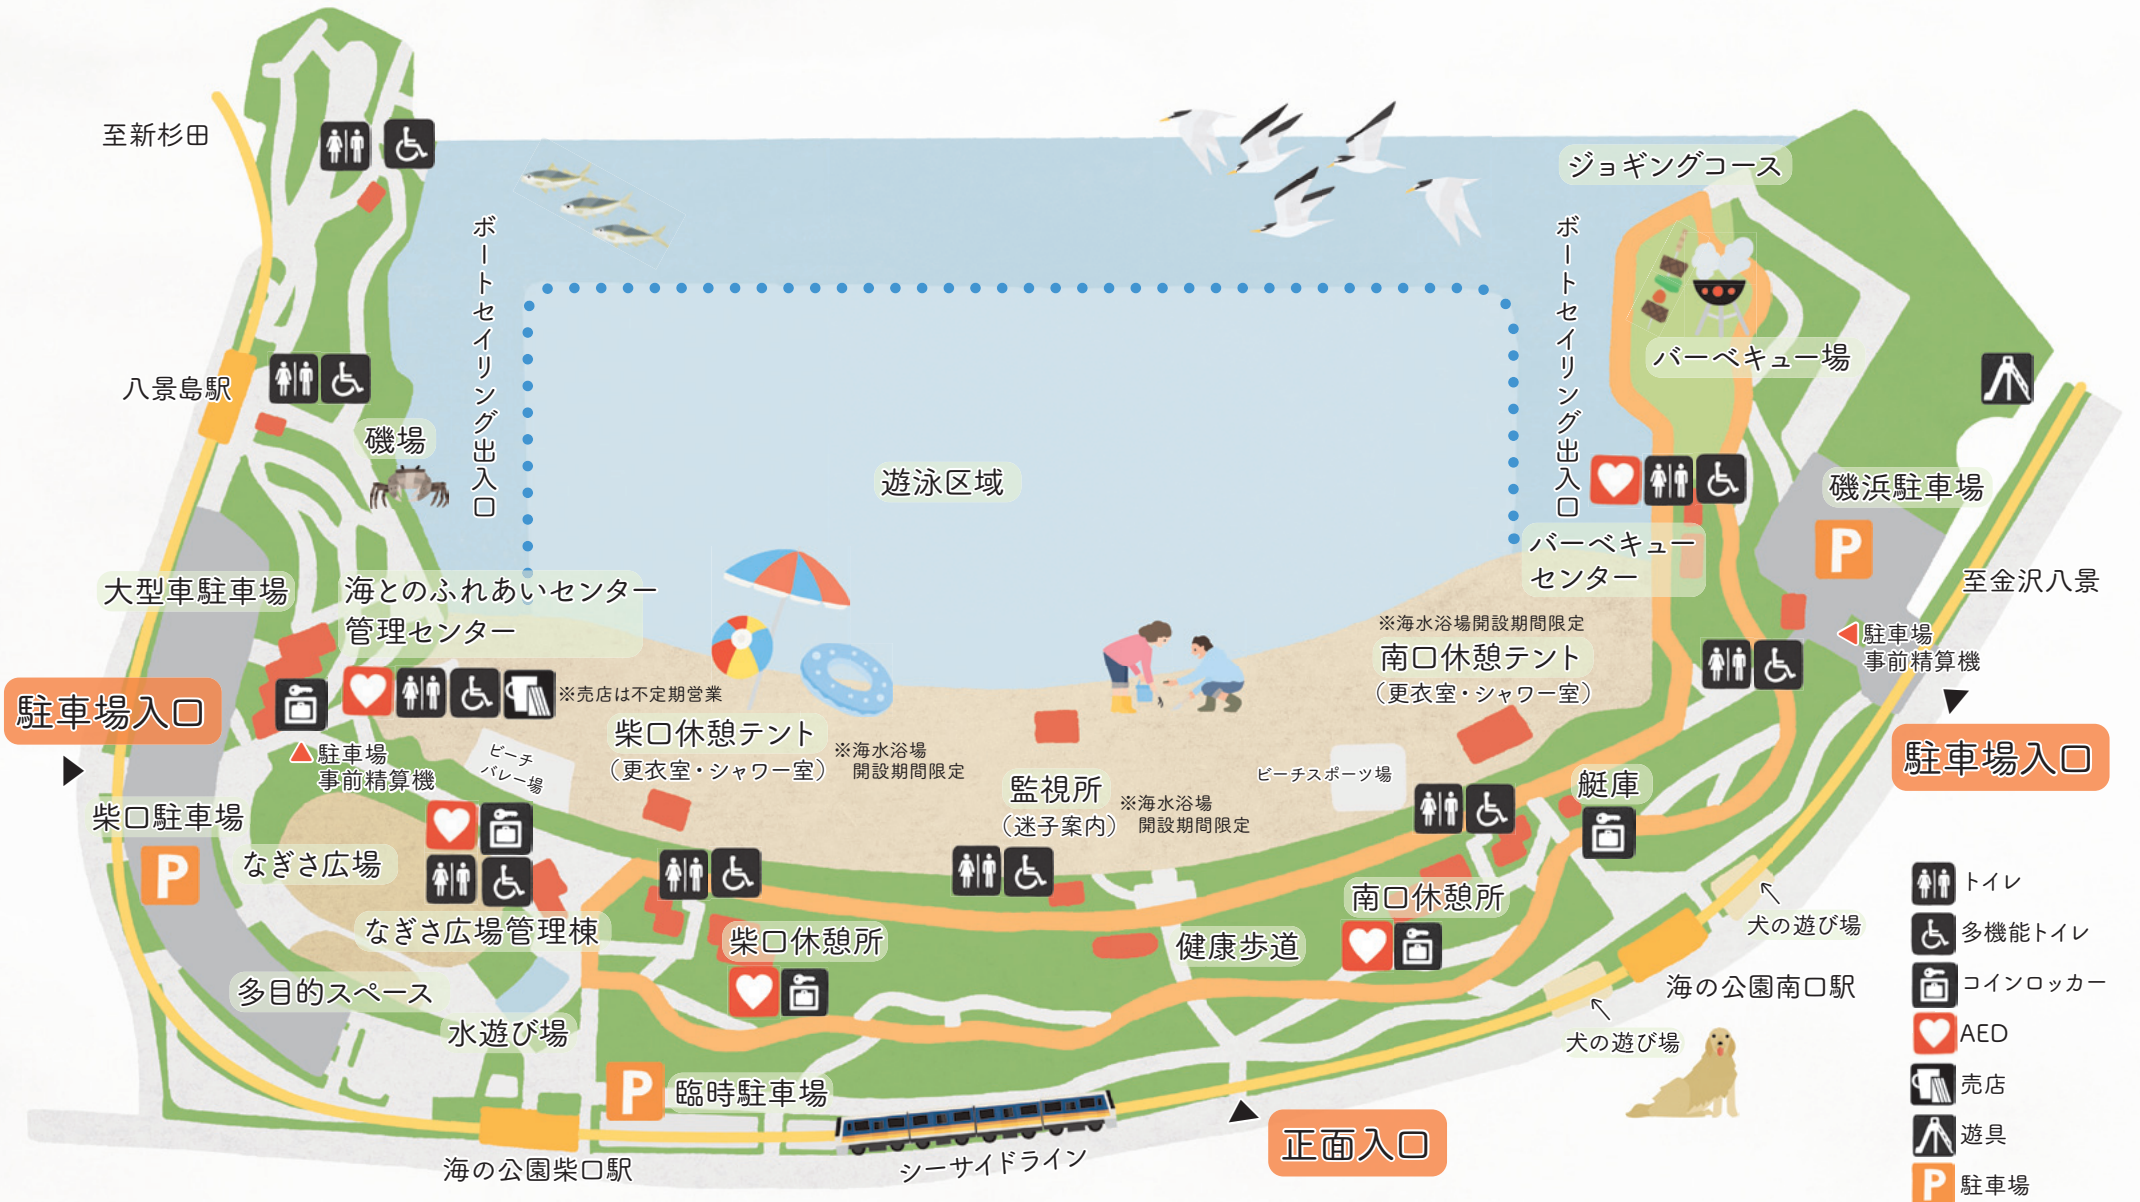 至新杉田
ジョギングコース
ボートセイリング出入口
ボートセイリング出入口
バーベキュー場
八景島駅
磯場
遊泳区域
磯浜駐車場
P
バーベキュー
センター
至金沢八景
大型車駐車場
海とのふれあいセンター
管理センター
※海水浴場開設期間限定
南口休憩テント
（更衣室・シャワー室）
駐車場
事前精算機
※売店は不定期営業
駐車場入口
柴口休憩テント
（更衣室・シャワー室）
※海水浴場
開設期間限定
駐車場入口
駐車場
事前精算機
ビーチ
バレー場
ビーチスポーツ場
監視所
（迷子案内）
※海水浴場
開設期間限定
艇庫
柴口駐車場
P
なぎさ広場
なぎさ広場管理棟
柴口休憩所
健康歩道
南口休憩所
犬の遊び場
多目的スペース
水遊び場
海の公園南口駅
犬の遊び場
P
臨時駐車場
海の公園柴口駅
シーサイドライン
正面入口
トイレ
多機能トイレ
コインロッカー
AED
売店
遊具
P
駐車場